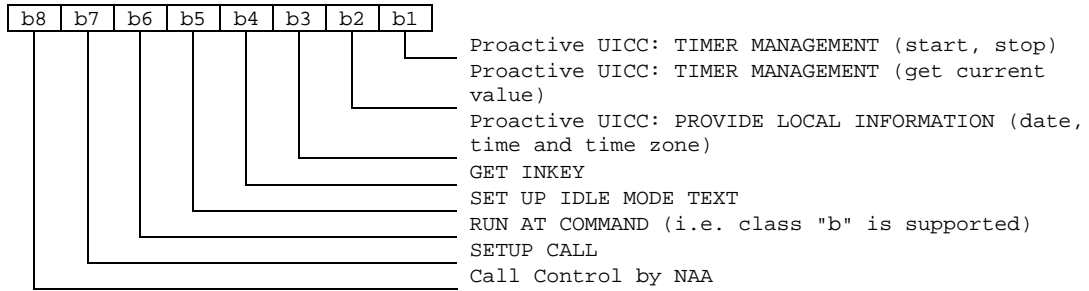 b8 b7 b6 b5 b4 b3 b2 b1
Proactive UICC: TIMER MANAGEMENT (start, stop)
Proactive UICC: TIMER MANAGEMENT (get current
value)
Proactive UICC: PROVIDE LOCAL INFORMATION (date,
time and time zone)
GET INKEY
SET UP IDLE MODE TEXT
RUN AT COMMAND (i.e. class "b" is supported)
SETUP CALL
Call Control by NAA